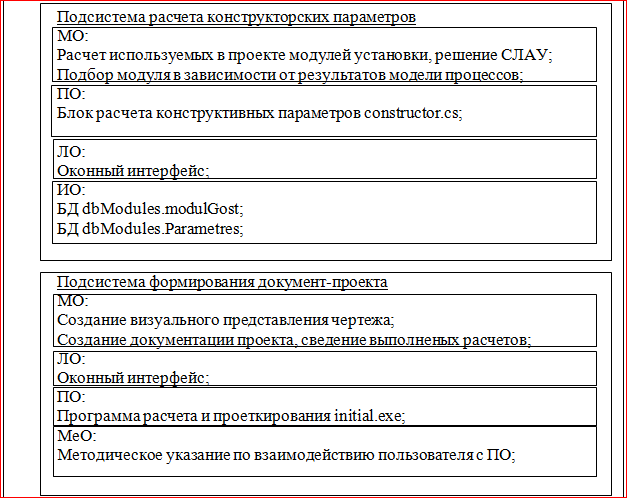 Подсистема расчета конструкторских параметров
МО:
Расчет используемых в проекте модулей установки, решение СЛАУ;
Подбор модуля в зависимости от результатов модели процессов;
ПО:
Блок расчета конструктивных параметров constructor.cs;
ЛО:
Оконный интерфейс;
ИО:
БД dbModules.modulGost;
БД dbModules.Parametres;
Подсистема формирования документ-проекта
МО:
Создание визуального представления чертежа;
Создание документации проекта, сведение выполненых расчетов;
ЛО:
Оконный интерфейс;
ПО:
Программа расчета и проеткирования initial.exe;
МеО:
Методическое указание по взаимодействию пользователя с ПО;